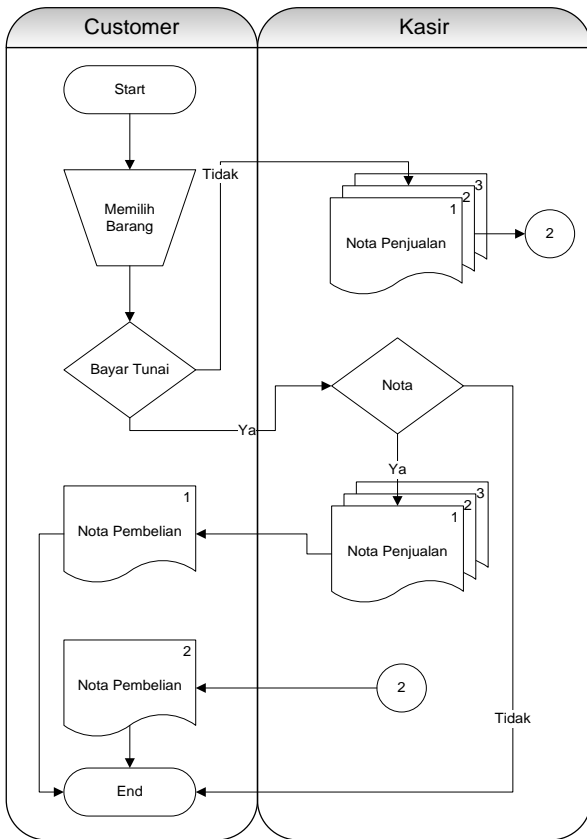 Customer
Kasir
Start
Tidak
Memilih
Barang
3
2
1
Nota Penjualan
2
Bayar Tunai
Nota
Ya
Ya
1
Nota Pembelian
3
2
1
Nota Penjualan
2
Nota Pembelian
2
Tidak
End